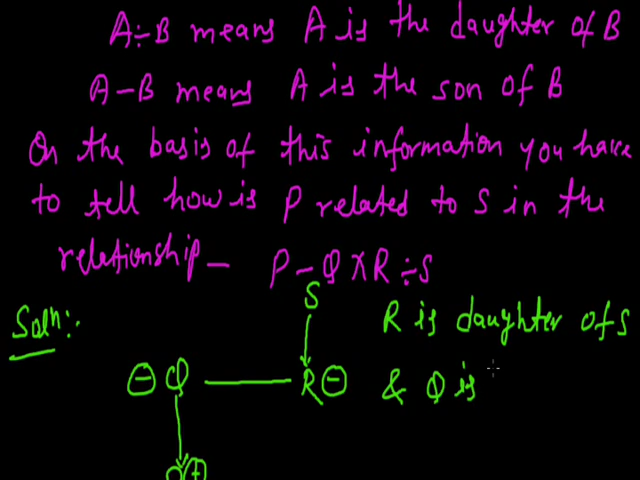 A÷B means A is the daughter of B
A-B means A is the son of B
On the basis of this information you have
to tell how is P related to S in the
relationship - P-Q×R÷S
Soln:- S R is daughter of S
⊖ Q R ⊖ & Q is
⊕